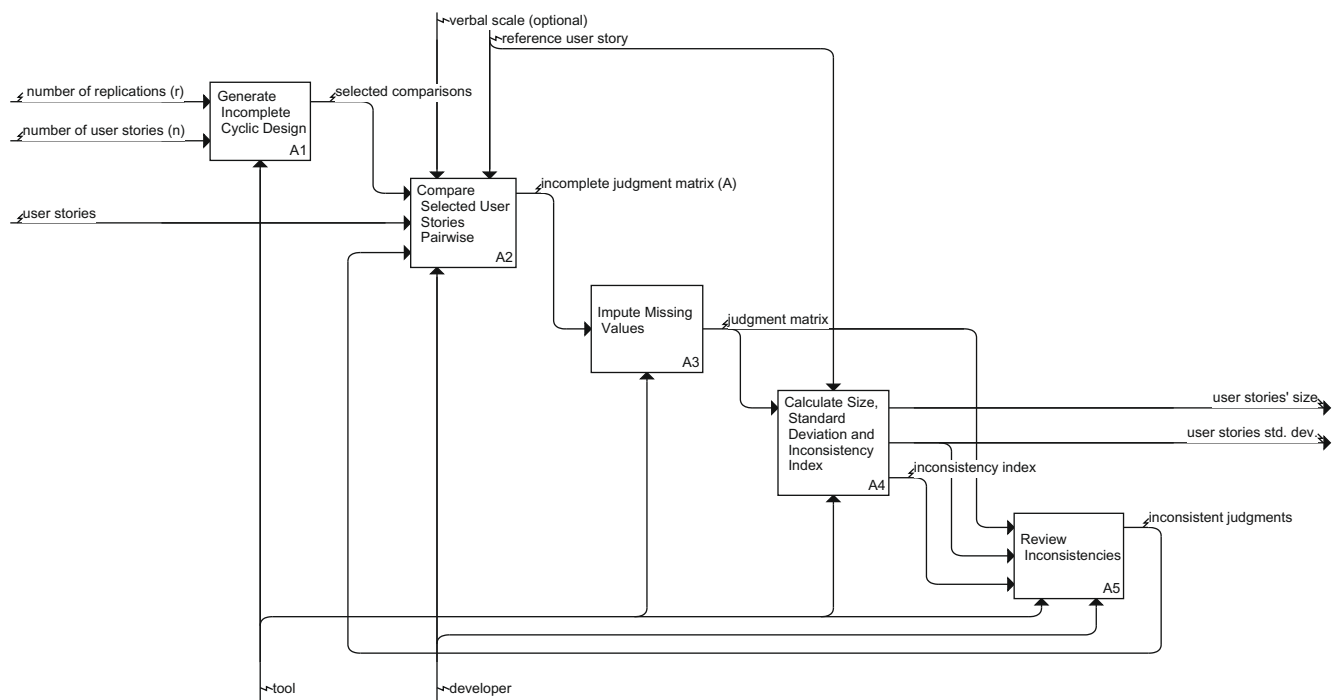 verbal scale (optional)
reference user story
number of replications (r)
number of user stories (n)
Generate
Incomplete
Cyclic Design
A1
selected comparisons
user stories
Compare
Selected User
Stories
Pairwise
A2
incomplete judgment matrix (A)
Impute Missing
Values
A3
judgment matrix
Calculate Size,
Standard
Deviation and
Inconsistency
Index
A4
user stories' size
user stories std. dev.
inconsistency index
Review
Inconsistencies
A5
inconsistent judgments
tool
developer